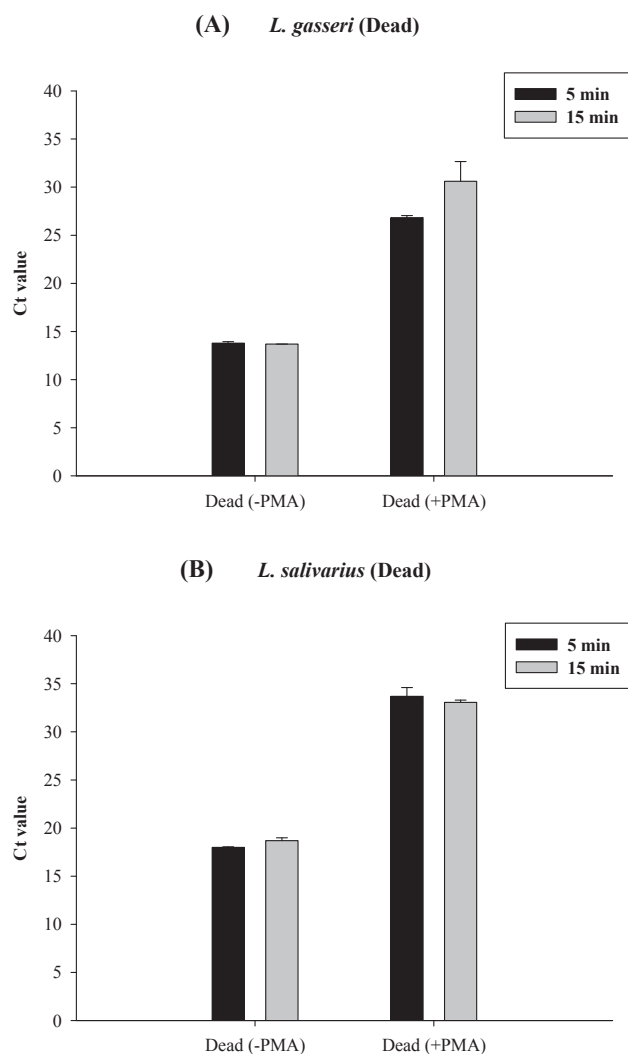 (A) L. gasseri (Dead)
5 min
15 min
40
35
30
25
20
15
10
5
0
Ct value
Dead (-PMA) Dead (+PMA)
(B) L. salivarius (Dead)
5 min
15 min
40
35
30
25
20
15
10
5
0
Ct value
Dead (-PMA) Dead (+PMA)